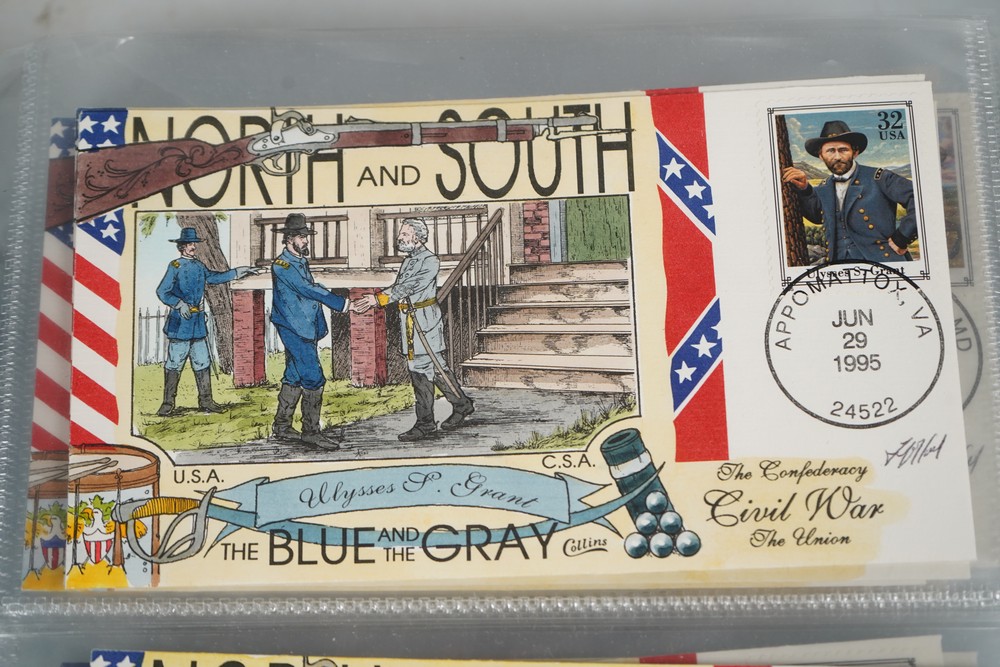 NORTH AND SOUTH
32
USA
Ulysses S. Grant
APPOMATTOX, VA
JUN
29
1995
24522
MD
U.S.A.
C.S.A.
Ulysses S. Grant
THE BLUE AND THE GRAY
Collins
The Confederacy
Civil War
The Union